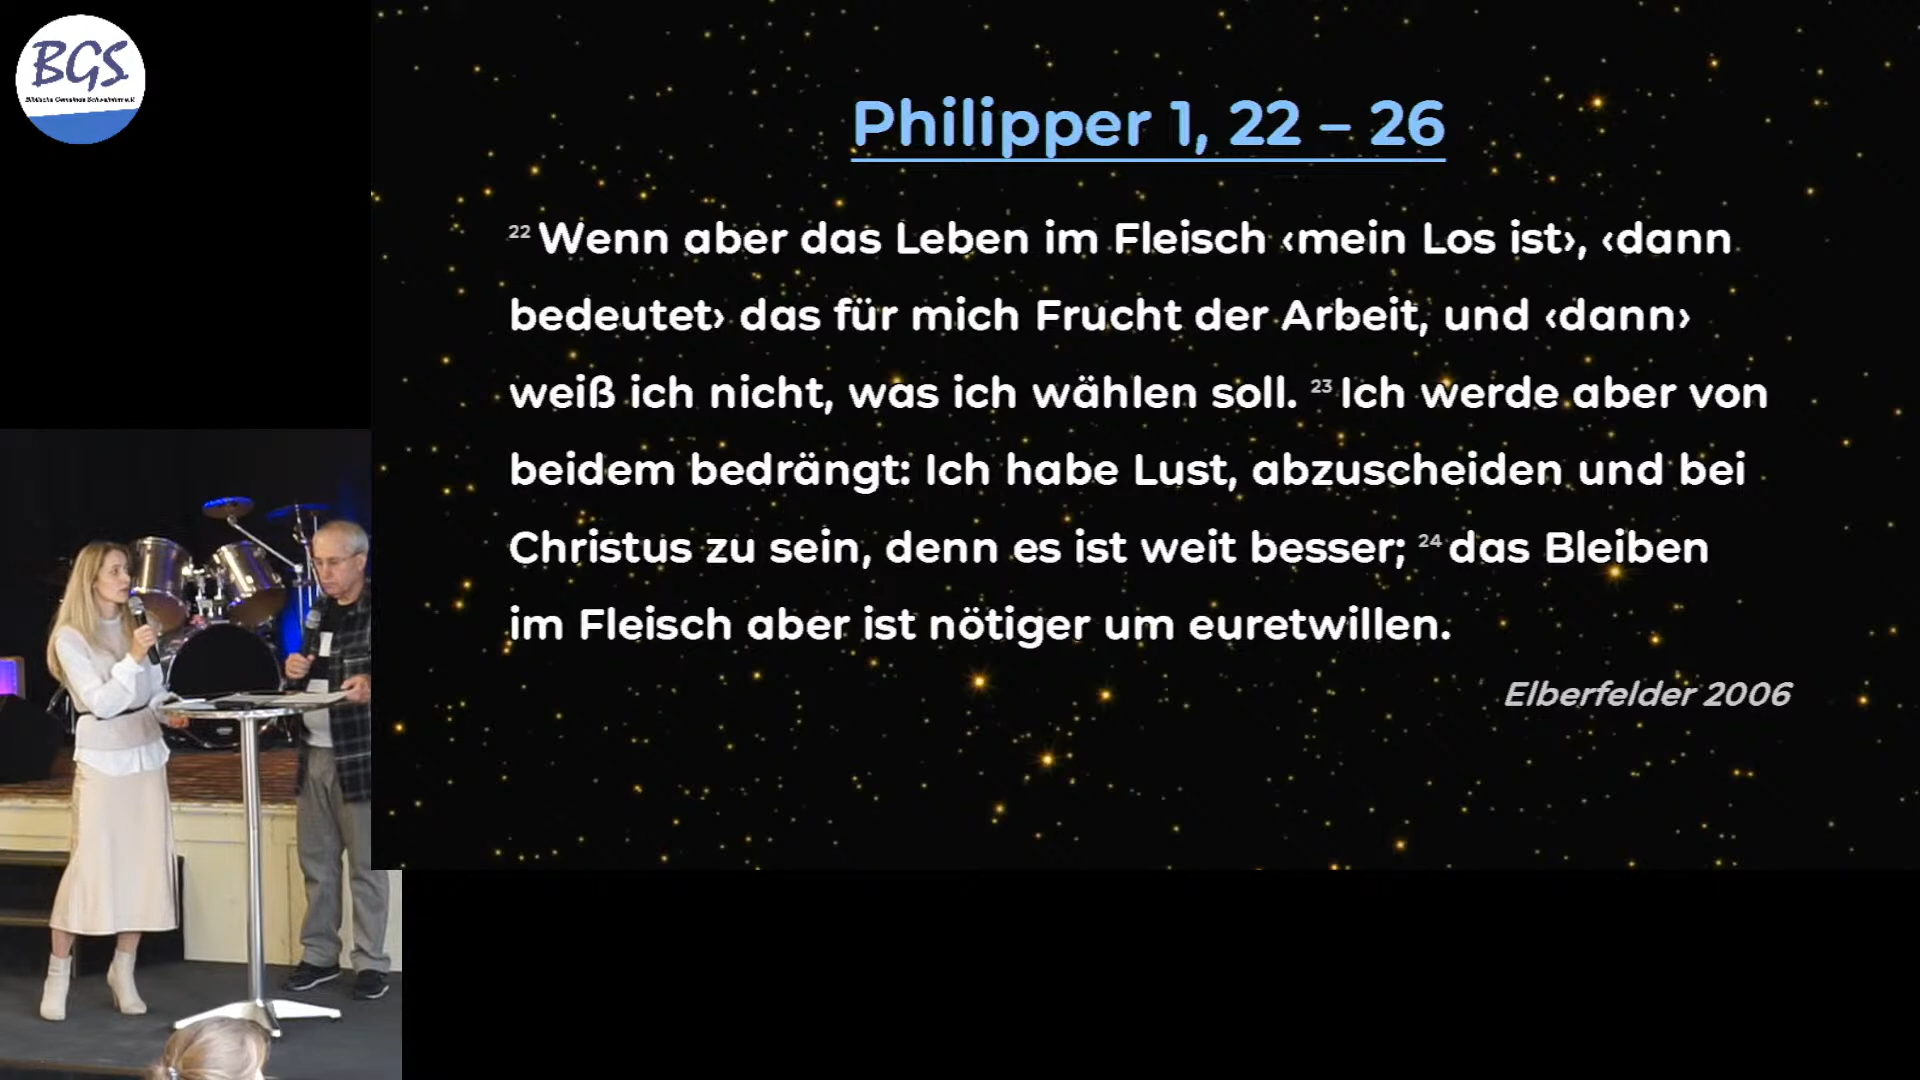 BGS
Biblische Gemeinde Schweinfurt e.V.
Philipper 1, 22 – 26
²² Wenn aber das Leben im Fleisch ‹mein Los ist›, ‹dann
bedeutet› das für mich Frucht der Arbeit, und ‹dann›
weiß ich nicht, was ich wählen soll. ²³ Ich werde aber von
beidem bedrängt: Ich habe Lust, abzuscheiden und bei
Christus zu sein, denn es ist weit besser; ²⁴ das Bleiben
im Fleisch aber ist nötiger um euretwillen.
Elberfelder 2006